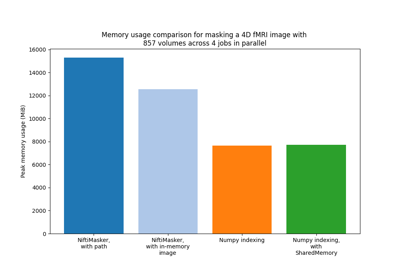 Memory usage comparison for masking a 4D fMRI image with
857 volumes across 4 jobs in parallel
16000
14000
12000
10000
8000
6000
4000
2000
0
Peak memory usage (MiB)
NiftiMasker,
with path
NiftiMasker,
with in-memory
image
Numpy indexing
Numpy indexing,
with
SharedMemory